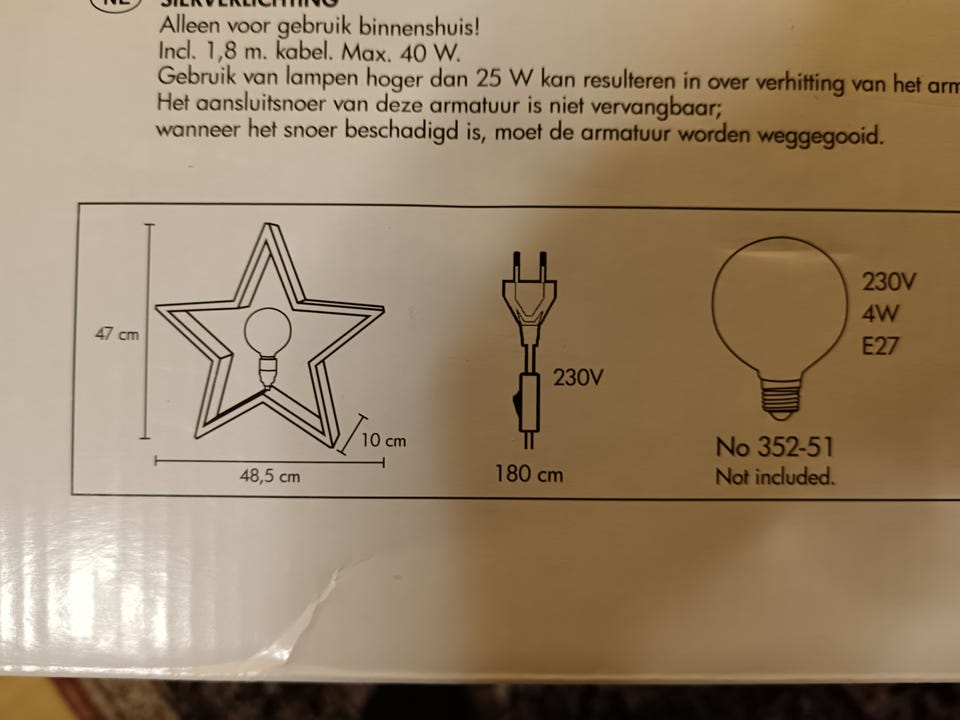 NL SIERVERLICHTING
Alleen voor gebruik binnenshuis!
Incl. 1,8 m. kabel. Max. 40 W.
Gebruik van lampen hoger dan 25 W kan resulteren in over verhitting van het arm
Het aansluitsnoer van deze armatuur is niet vervangbaar;
wanneer het snoer beschadigd is, moet de armatuur worden weggegooid.
47 cm
10 cm
48,5 cm
230V
180 cm
230V
4W
E27
No 352-51
Not included.